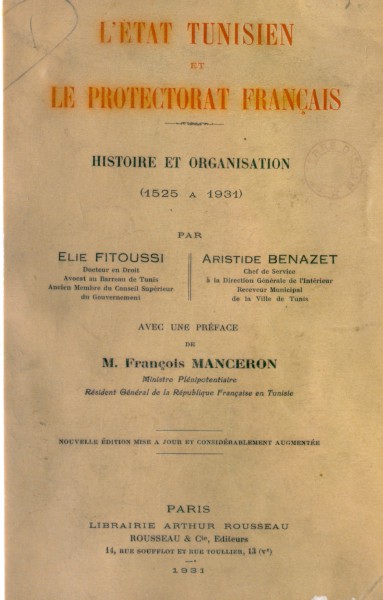 L'ÉTAT TUNISIEN
ET
LE PROTECTORAT FRANÇAIS
HISTOIRE ET ORGANISATION
(1525 A 1931)
PAR
ELIE FITOUSSI
Docteur en Droit
Avocat au Barreau de Tunis
Ancien Membre du Conseil Supérieur
du Gouvernement
ARISTIDE BENAZET
Chef de Service
à la Direction Générale de l'Intérieur
Receveur Municipal
de la Ville de Tunis
AVEC UNE PRÉFACE
DE
M. François MANCERON
Ministre Plénipotentiaire
Résident Général de la République Française en Tunisie
NOUVELLE ÉDITION MISE A JOUR ET CONSIDÉRABLEMENT AUGMENTÉE
PARIS
LIBRAIRIE ARTHUR ROUSSEAU
ROUSSEAU & Cie, Editeurs
14, RUE SOUFFLOT ET RUE TOULLIER, 13 (Ve)
1931